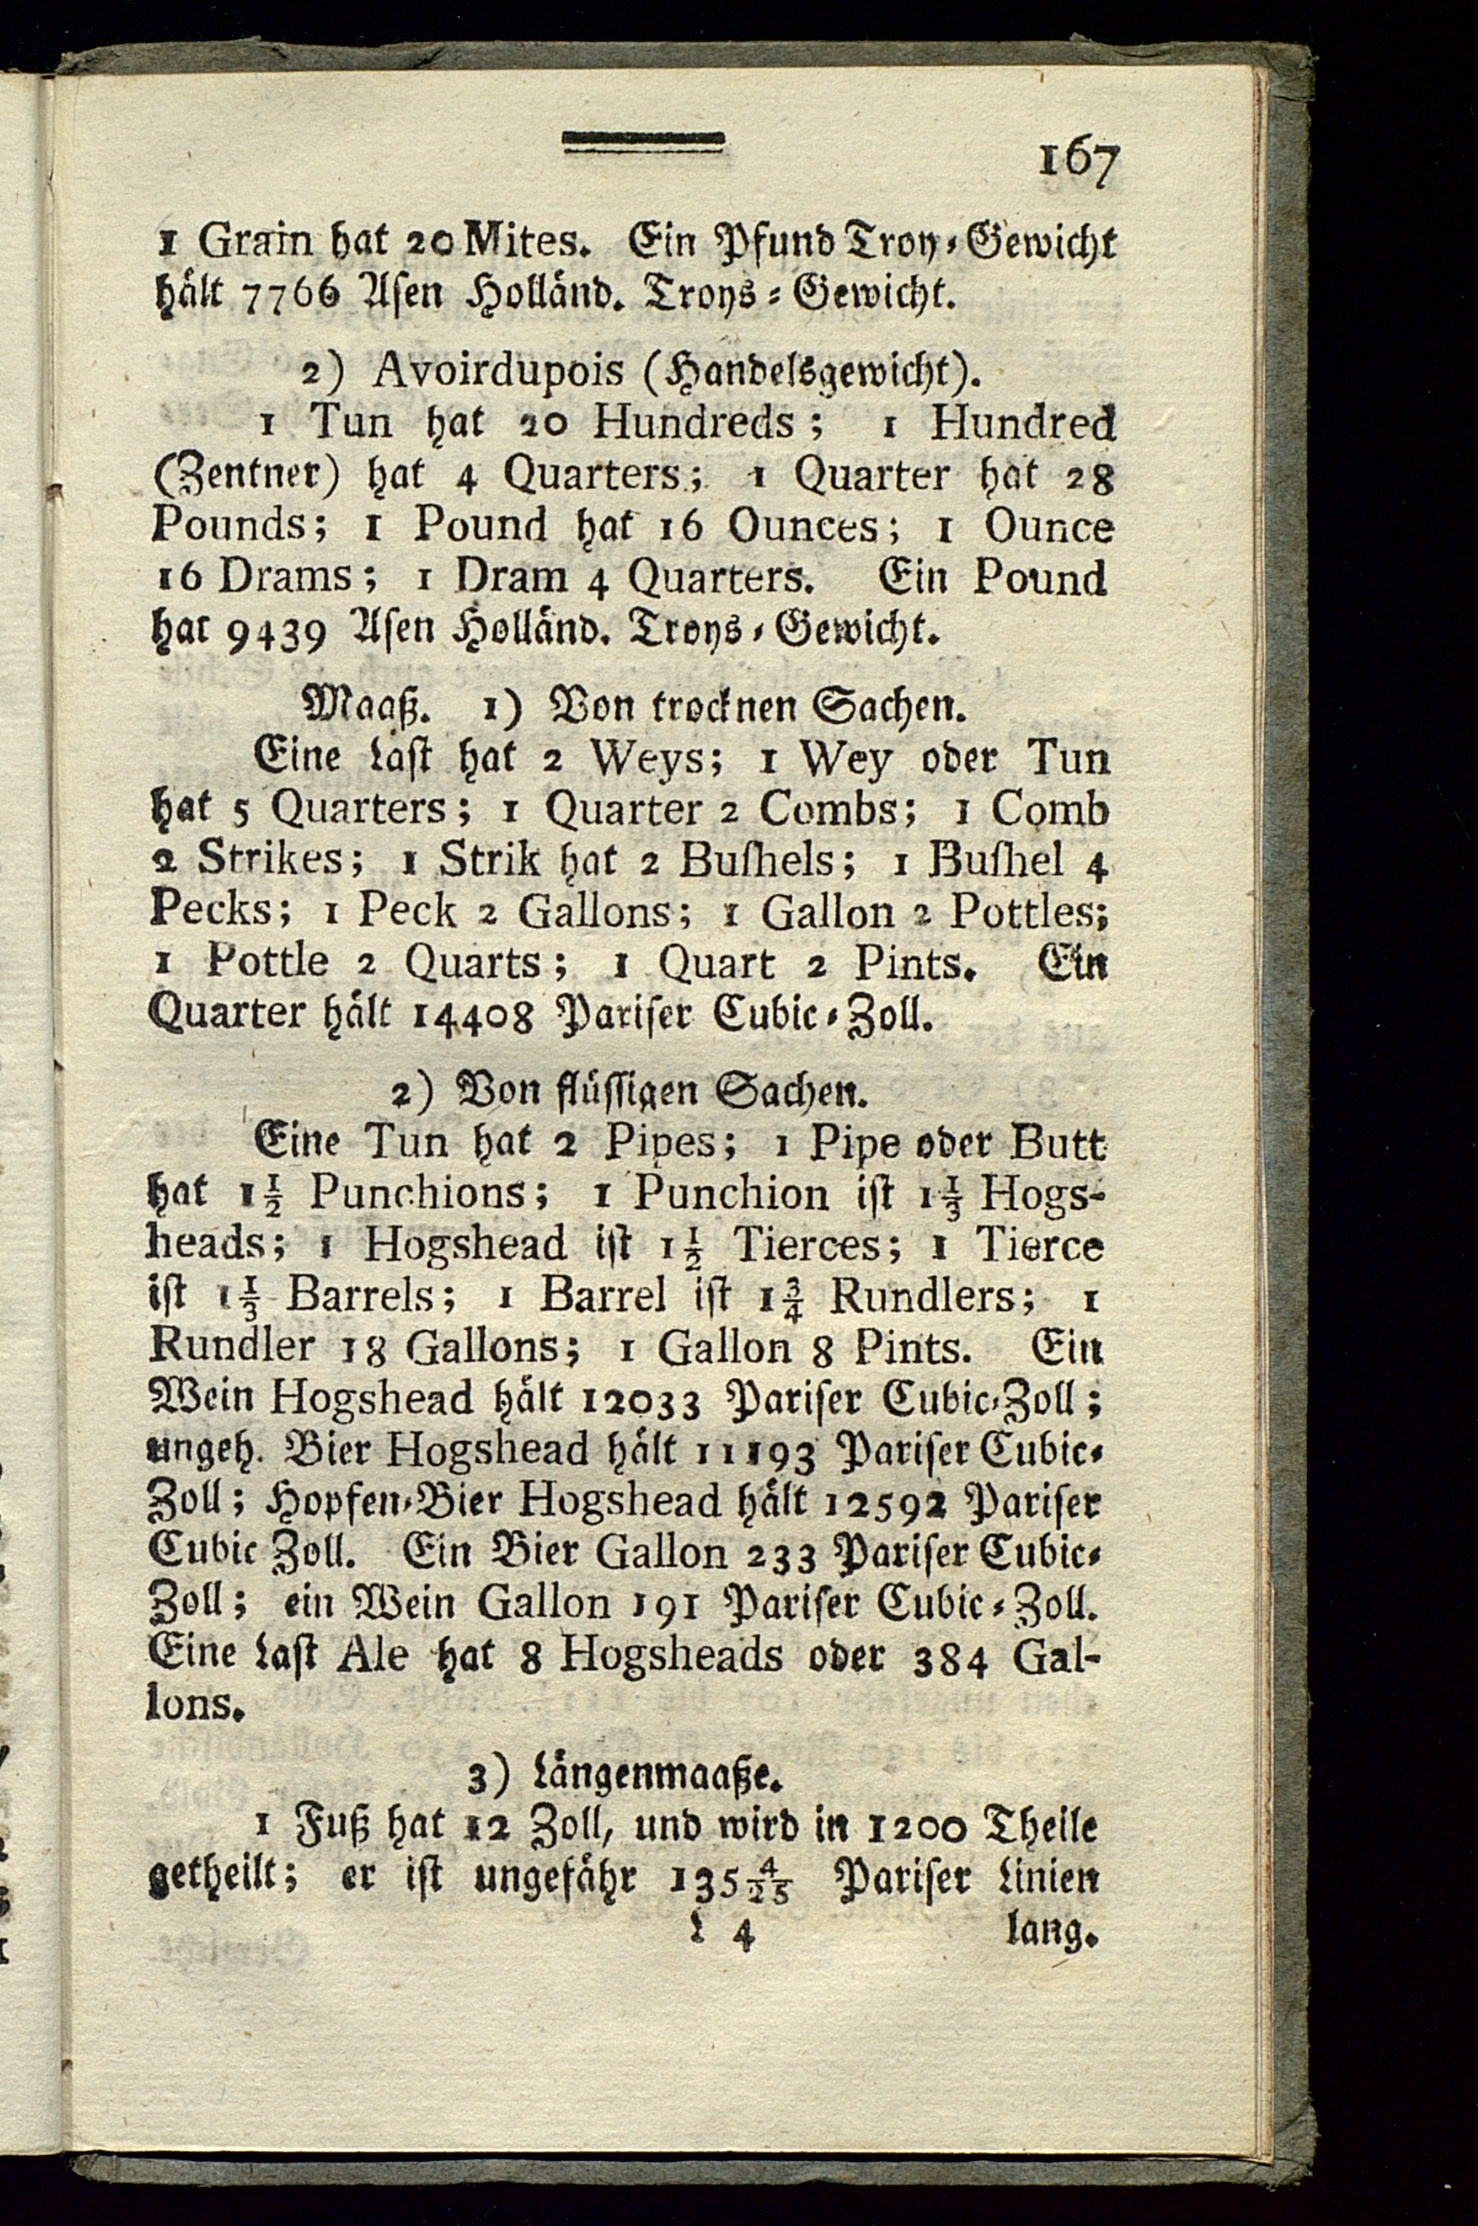 167
1 Grain hat 20 Mites. Ein Pfund Troy⸗Gewicht
hält 7766 Aſen Holländ. Troys⸗Gewicht.
2) Avoirdupois (Handelsgewicht).
1 Tun hat 20 Hundreds; 1 Hundred
(Zentner) hat 4 Quarters; 1 Quarter hat 28
Pounds; 1 Pound hat 16 Ounces; 1 Ounce
16 Drams; 1 Dram 4 Quarters. Ein Pound
hat 9439 Aſen Holländ. Troys⸗Gewicht.
Maaß. 1) Von trocknen Sachen.
Eine Laſt hat 2 Weys; 1 Wey oder Tun
hat 5 Quarters; 1 Quarter 2 Combs; 1 Comb
2 Strikes; 1 Strik hat 2 Buſhels; 1 Buſhel 4
Pecks; 1 Peck 2 Gallons; 1 Gallon 2 Pottles;
1 Pottle 2 Quarts; 1 Quart 2 Pints. Ein
Quarter hält 14408 Pariſer Cubic⸗Zoll.
2) Von flüſſigen Sachen.
Eine Tun hat 2 Pipes; 1 Pipe oder Butt
hat 1½ Punchions; 1 Punchion iſt 1⅓ Hogs-
heads; 1 Hogshead iſt 1½ Tierces; 1 Tierce
iſt 1⅓ Barrels; 1 Barrel iſt 1¾ Rundlers; 1
Rundler 18 Gallons; 1 Gallon 8 Pints. Ein
Wein Hogshead hält 12033 Pariſer Cubic⸗Zoll;
ungeh. Bier Hogshead hält 11193 Pariſer Cubic⸗
Zoll; Hopfen⸗Bier Hogshead hält 12592 Pariſer
Cubic Zoll. Ein Bier Gallon 233 Pariſer Cubic⸗
Zoll; ein Wein Gallon 191 Pariſer Cubic⸗Zoll.
Eine Laſt Ale hat 8 Hogsheads oder 384 Gal-
lons.
3) Längenmaaße.
1 Fuß hat 12 Zoll, und wird in 1200 Theile
getheilt; er iſt ungefähr 135 4/25 Pariſer Linien
L 4 lang.